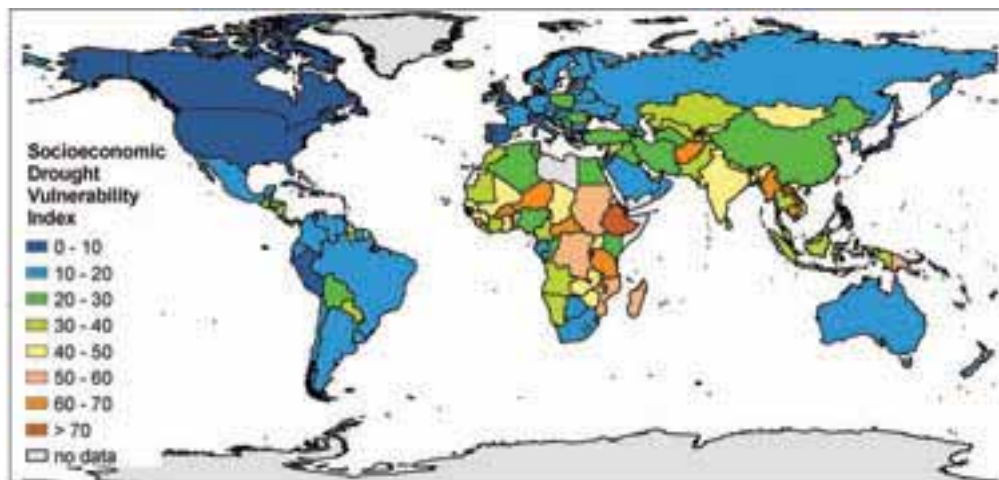 Socioeconomic
Drought
Vulnerability
Index
0 - 10
10 - 20
20 - 30
30 - 40
40 - 50
50 - 60
60 - 70
> 70
no data